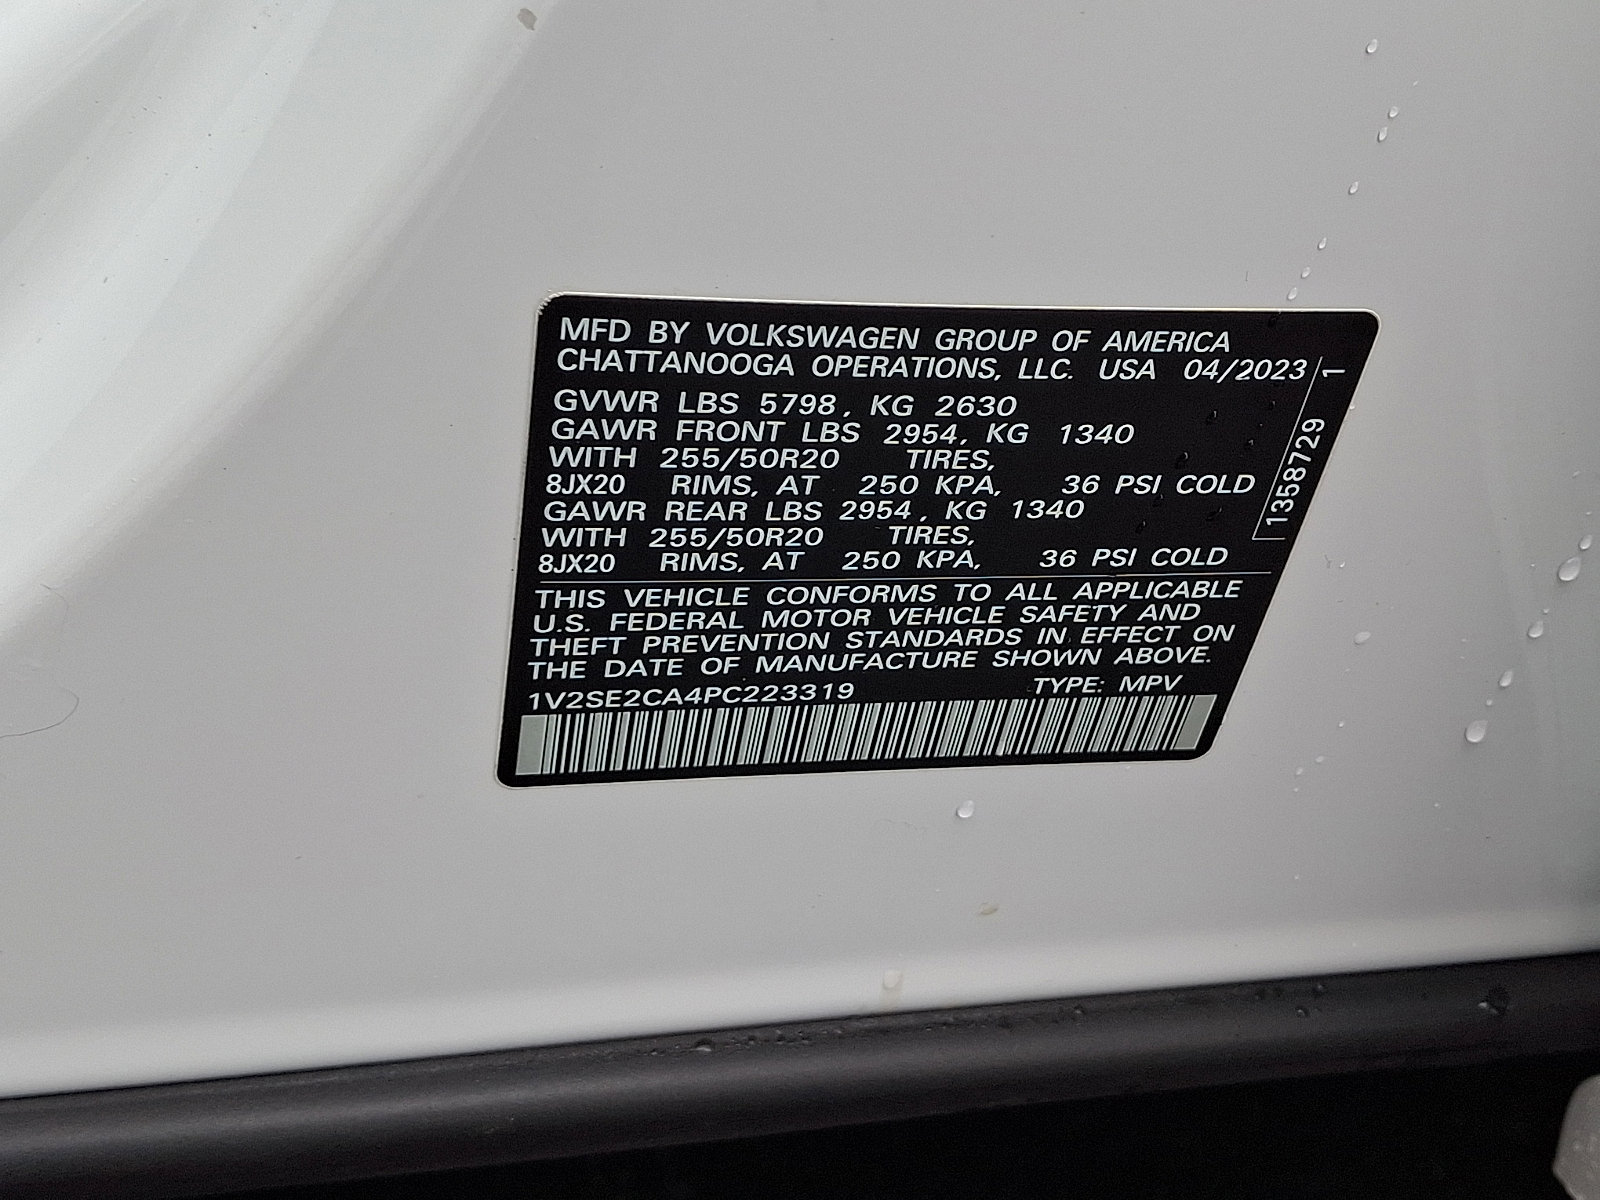 MFD BY VOLKSWAGEN GROUP OF AMERICA
CHATTANOOGA OPERATIONS, LLC. USA 04/2023
GVWR LBS 5798, KG 2630
GAWR FRONT LBS 2954, KG 1340
WITH 255/50R20 TIRES,
8JX20 RIMS, AT 250 KPA, 36 PSI COLD
GAWR REAR LBS 2954, KG 1340
WITH 255/50R20 TIRES,
8JX20 RIMS, AT 250 KPA, 36 PSI COLD
THIS VEHICLE CONFORMS TO ALL APPLICABLE
U.S. FEDERAL MOTOR VEHICLE SAFETY AND
THEFT PREVENTION STANDARDS IN EFFECT ON
THE DATE OF MANUFACTURE SHOWN ABOVE.
1V2SE2CA4PC223319 TYPE: MPV
1358729 1